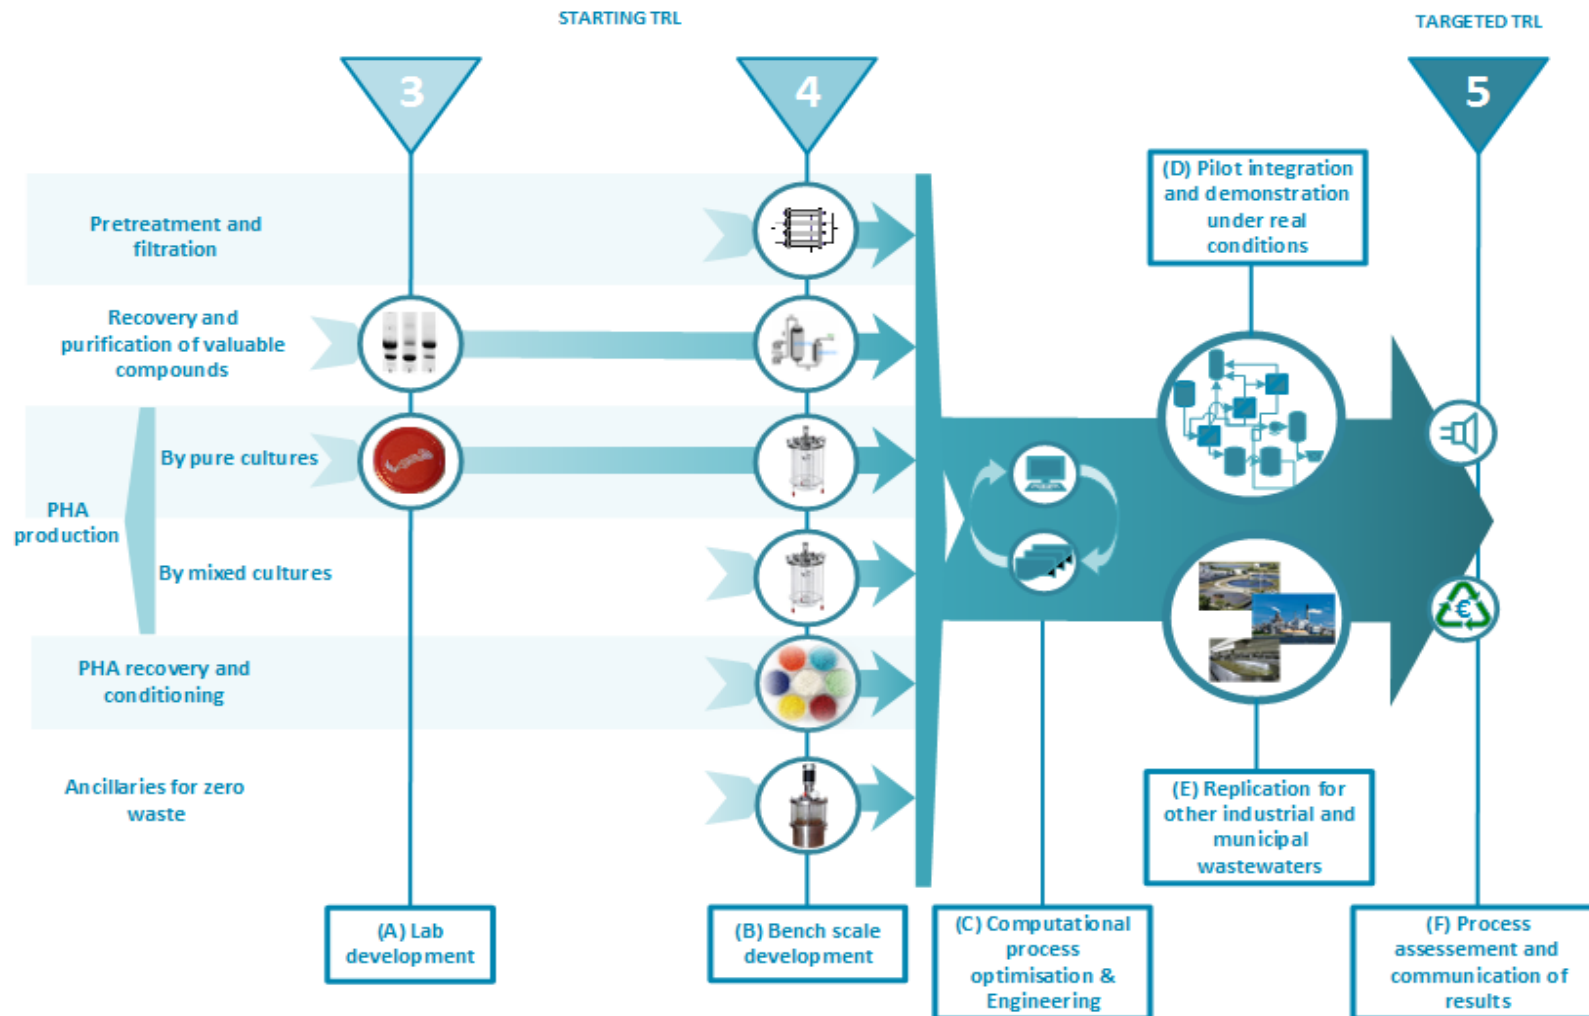 STARTING TRL
TARGETED TRL
3
4
5
Pretreatment and
filtration
Recovery and
purification of valuable
compounds
PHA
production
By pure cultures
By mixed cultures
PHA recovery and
conditioning
Ancillaries for zero
waste
(A) Lab
development
(B) Bench scale
development
(C) Computational
process
optimisation &
Engineering
(D) Pilot integration
and demonstration
under real
conditions
(E) Replication for
other industrial and
municipal
wastewaters
€
(F) Process
assessement and
communication of
results